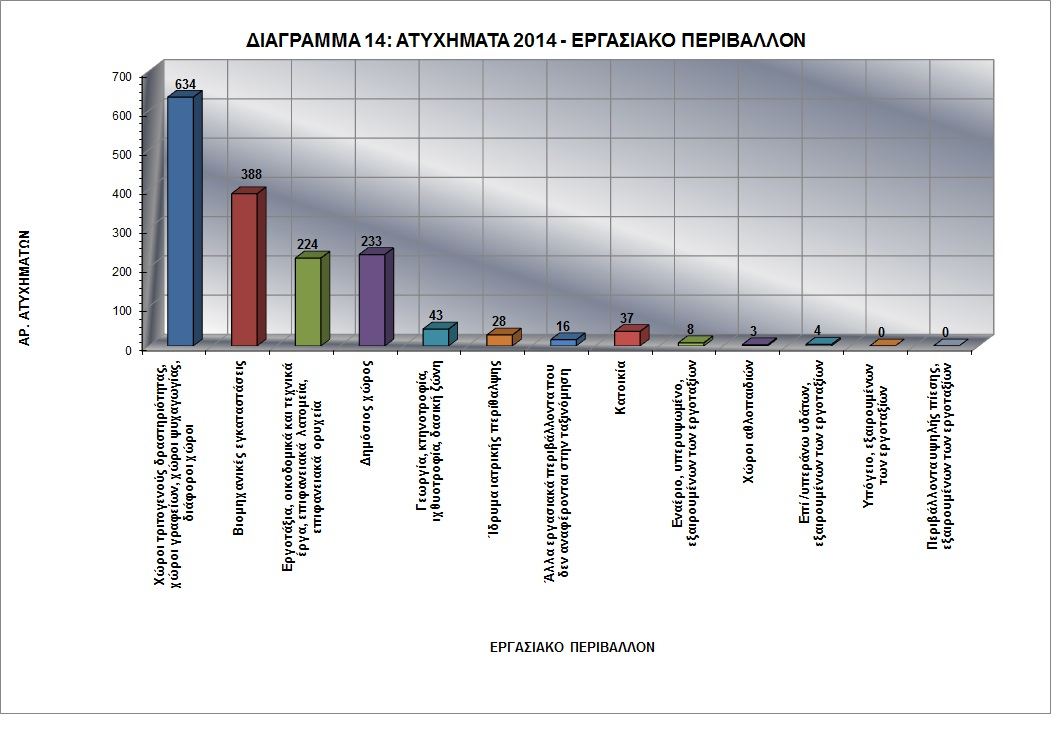 ΔΙΑΓΡΑΜΜΑ 14: ΑΤΥΧΗΜΑΤΑ 2014 - ΕΡΓΑΣΙΑΚΟ ΠΕΡΙΒΑΛΛΟΝ
ΑΡ. ΑΤΥΧΗΜΑΤΩΝ
700
600
500
400
300
200
100
0
634
388
224
233
43
28
16
37
8
3
4
0
0
Χώροι τριτογενούς δραστηριότητας,
χώροι γραφείων, χώροι ψυχαγωγίας,
διάφοροι χώροι
Βιομηχανικές εγκαταστάσεις
Εργοτάξια, οικοδομικά και τεχνικά
έργα, επιφανειακά λατομεία,
επιφανειακά ορυχεία
Δημόσιος χώρος
Γεωργία, κτηνοτροφία,
ιχθυοτροφία, δασική ζώνη
Ίδρυμα ιατρικής περίθαλψης
Άλλα εργασιακά περιβάλλοντα που
δεν αναφέρονται στην ταξινόμηση
Κατοικία
Εναέριο, υπερυψωμένο,
εξαιρουμένων των εργοταξίων
Χώροι αθλοπαιδιών
Επί /υπεράνω υδάτων,
εξαιρουμένων των εργοταξίων
Υπόγειο, εξαιρουμένων
των εργοταξίων
Περιβάλλοντα υψηλής πίεσης,
εξαιρουμένων των εργοταξίων
ΕΡΓΑΣΙΑΚΟ ΠΕΡΙΒΑΛΛΟΝ